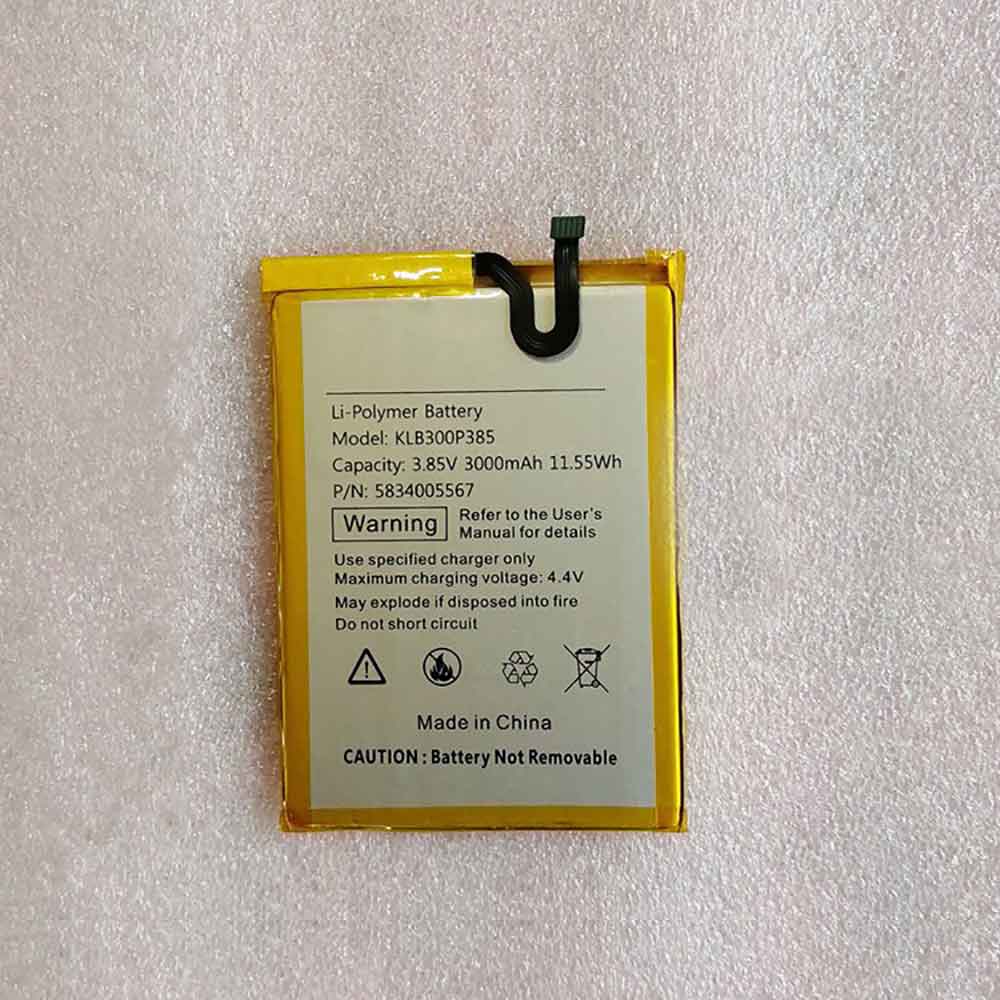 Li-Polymer Battery
Model: KLB300P385
Capacity: 3.85V 3000mAh 11.55Wh
P/N: 5834005567
Warning
Refer to the User's
Manual for details
Use specified charger only
Maximum charging voltage: 4.4V
May explode if disposed into fire
Do not short circuit
Made in China
CAUTION : Battery Not Removable